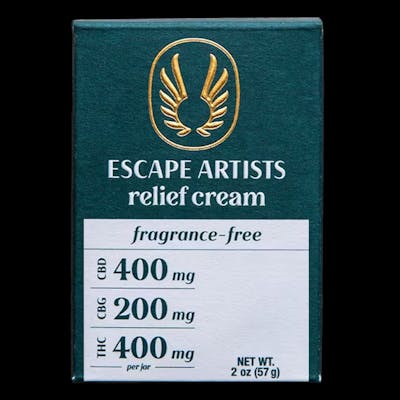 ESCAPE ARTISTS
relief cream
fragrance-free
CBD 400 mg
CBG 200 mg
THC 400 mg
per jar
NET WT.
2 oz (57 g)